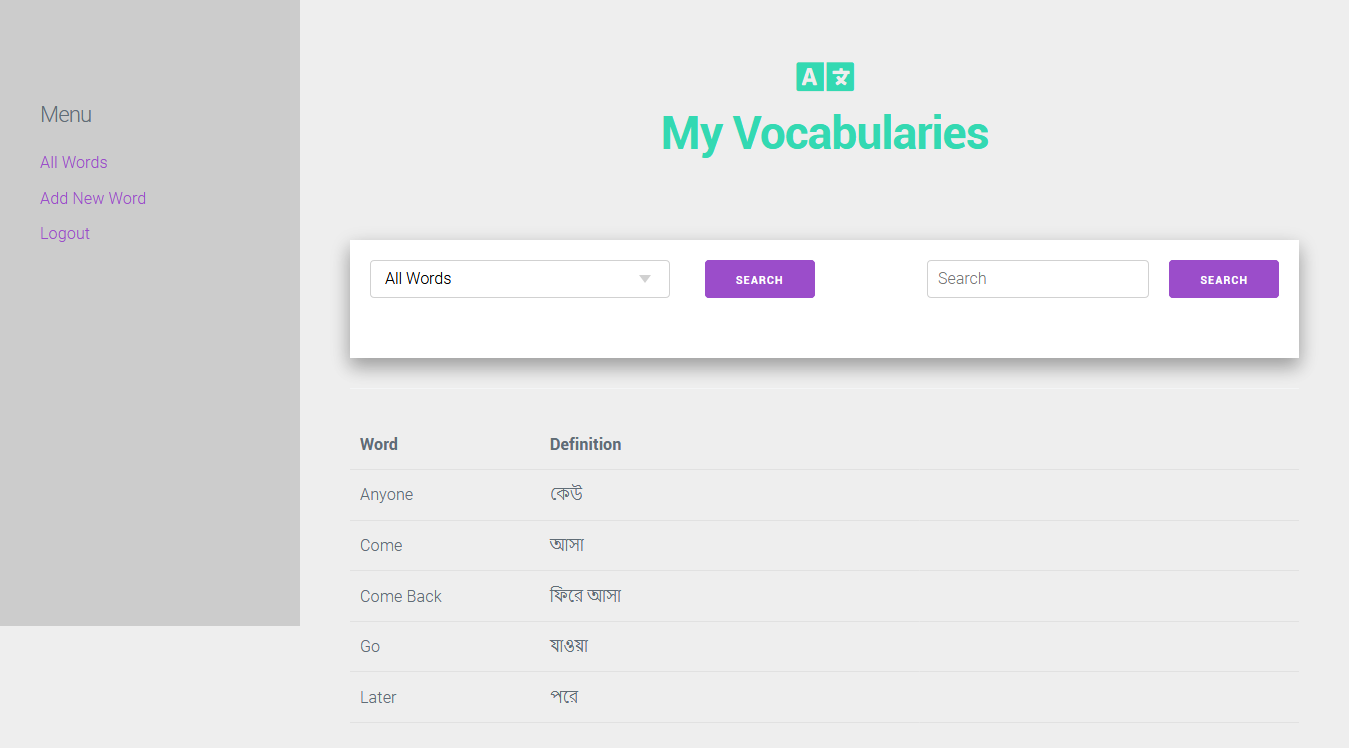 Menu
All Words
Add New Word
Logout
A 文
My Vocabularies
All Words SEARCH Search SEARCH
Word Definition
Anyone কেউ
Come আসা
Come Back ফিরে আসা
Go যাওয়া
Later পরে